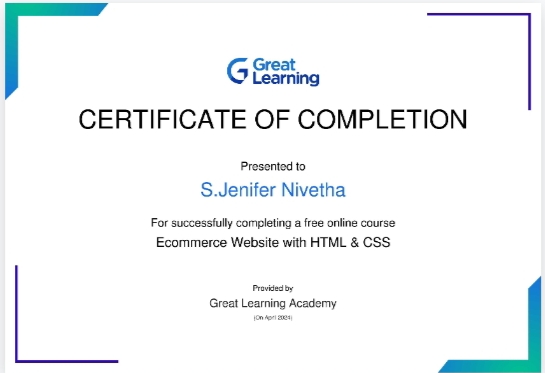 Great
Learning
CERTIFICATE OF COMPLETION
Presented to
S.Jenifer Nivetha
For successfully completing a free online course
Ecommerce Website with HTML & CSS
Provided by
Great Learning Academy
(On April 2024)